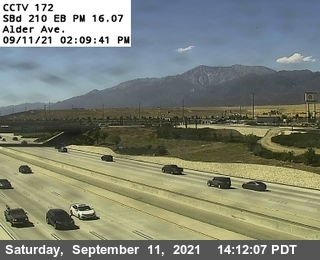 CCTV 172
SBd 210 EB PM 16.07
Alder Ave.
09/11/21 02:09:41 PM
Saturday, September 11, 2021 14:12:07 PDT